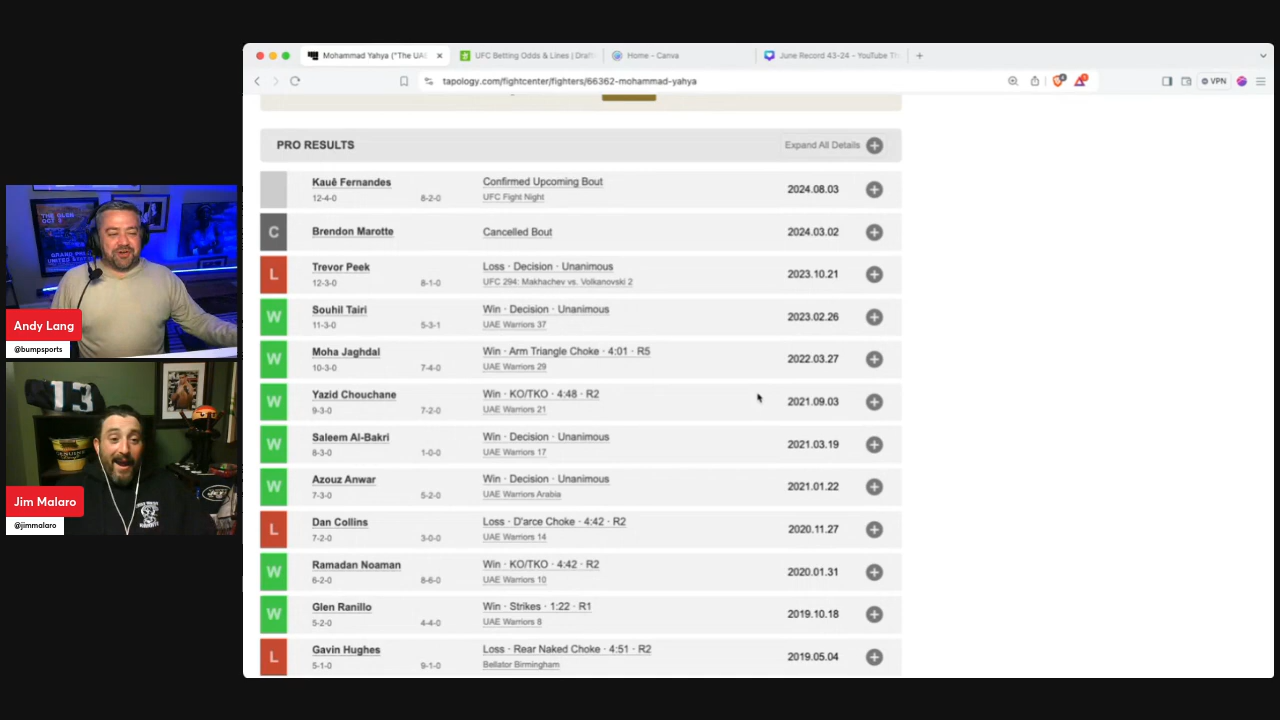 Mohammad Yahya ("The UAE
UFC Betting Odds & Lines | Draft
Home - Canva
June Record 43-24 - YouTube Th
tapology.com/fightcenter/fighters/66362-mohammad-yahya
VPN
PRO RESULTS
Expand All Details
Kauê Fernandes
Confirmed Upcoming Bout
2024.08.03
12-4-0
8-2-0
UFC Fight Night
C
Brendon Marotte
Cancelled Bout
2024.03.02
L
Trevor Peek
Loss · Decision · Unanimous
2023.10.21
12-3-0
8-1-0
UFC 294: Makhachev vs. Volkanovski 2
W
Souhil Tairi
Win · Decision · Unanimous
2023.02.26
11-3-0
5-3-1
UAE Warriors 37
W
Moha Jaghdal
Win · Arm Triangle Choke · 4:01 · R5
2022.03.27
10-3-0
7-4-0
UAE Warriors 29
W
Yazid Chouchane
Win · KO/TKO · 4:48 · R2
2021.09.03
9-3-0
7-2-0
UAE Warriors 21
W
Saleem Al-Bakri
Win · Decision · Unanimous
2021.03.19
8-3-0
1-0-0
UAE Warriors 17
W
Azouz Anwar
Win · Decision · Unanimous
2021.01.22
7-3-0
5-2-0
UAE Warriors Arabia
L
Dan Collins
Loss · D'arce Choke · 4:42 · R2
2020.11.27
7-2-0
3-0-0
UAE Warriors 14
W
Ramadan Noaman
Win · KO/TKO · 4:42 · R2
2020.01.31
6-2-0
8-6-0
UAE Warriors 10
W
Glen Ranillo
Win · Strikes · 1:22 · R1
2019.10.18
5-2-0
4-4-0
UAE Warriors 8
L
Gavin Hughes
Loss · Rear Naked Choke · 4:51 · R2
2019.05.04
5-1-0
9-1-0
Bellator Birmingham
THE GLEN
OCT 3
GRAND PRIX
UNITED STATES
Andy Lang
@bumpsports
13
JETS
Jim Malaro
@jimmalaro